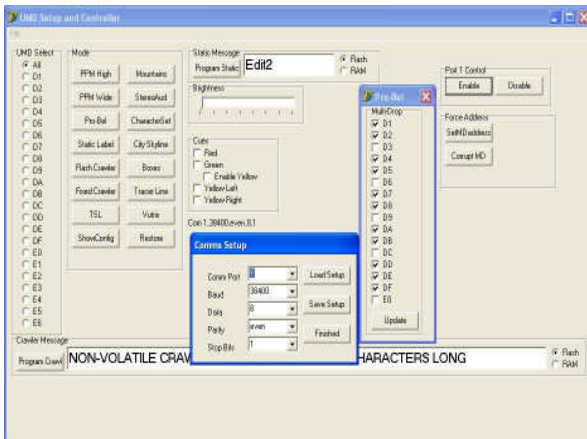 UMD Setup and Controller
File
UMD Select
All
D1
D2
D3
D4
D5
D6
D7
D8
D9
DA
DB
DC
DD
DE
DF
E0
E1
E2
E3
E4
E5
E6
Mode
PPM High
Mountains
PPM Wide
StereoAud
Pro-Bel
CharacterSet
Static Label
City Skyline
Flash Crawler
Boxes
Fixed Crawler
Tracer Line
TSL
ShowConfig
Restore
Static Message
Program Static
Edit2
Flash
RAM
Brightness
Cues
Red
Green
Enable Yellow
Yellow-Left
Yellow-Right
Com 1,38400,even,8,1
Comms Setup
Comm Port
Baud
38400
Data
8
Parity
even
Stop Bits
1
Load Setup
Save Setup
Finished
Pro-Bel
Multi-Drop
D1
D2
D3
D4
D5
D6
D7
D8
D9
DA
DB
DC
DD
DE
DF
E0
Update
Port 1 Control
Enable
Disable
Force Address
SetMDaddress
Corrupt MD
Crawler Message
Program Crawl
NON-VOLATILE CRAW
HARACTERS LONG
Flash
RAM